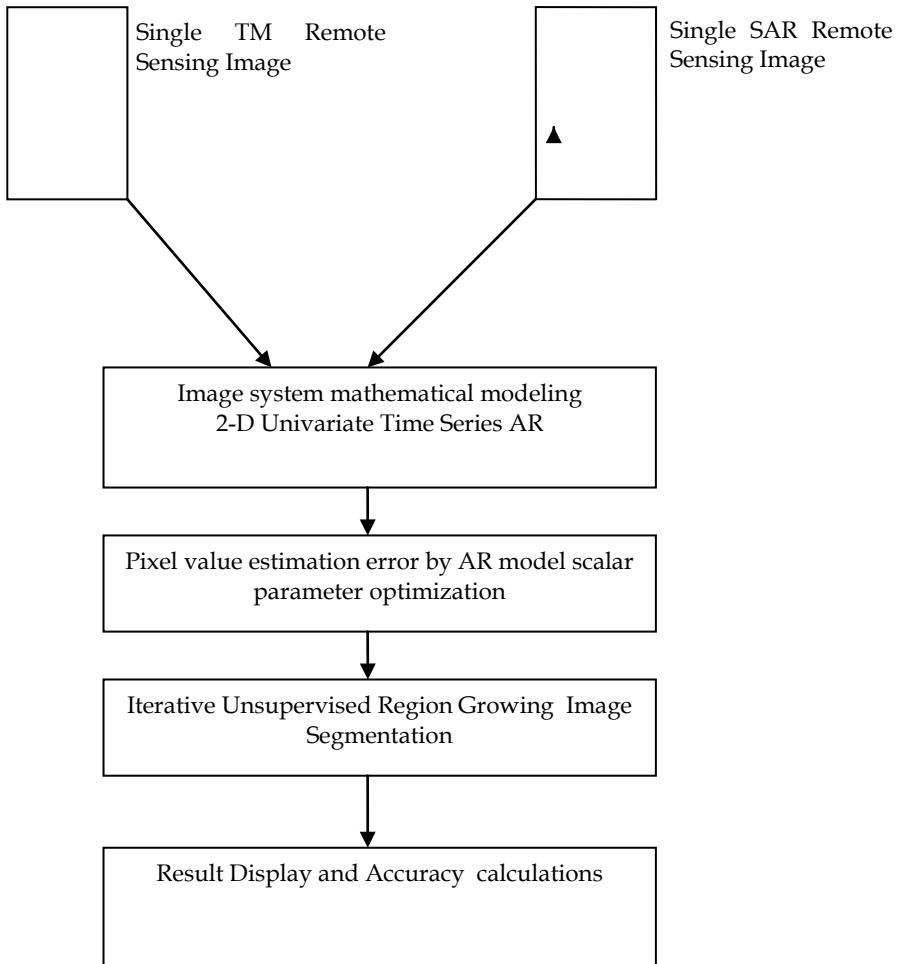 Single TM Remote
Sensing Image
Single SAR Remote
Sensing Image
Image system mathematical modeling
2-D Univariate Time Series AR
Pixel value estimation error by AR model scalar
parameter optimization
Iterative Unsupervised Region Growing Image
Segmentation
Result Display and Accuracy calculations